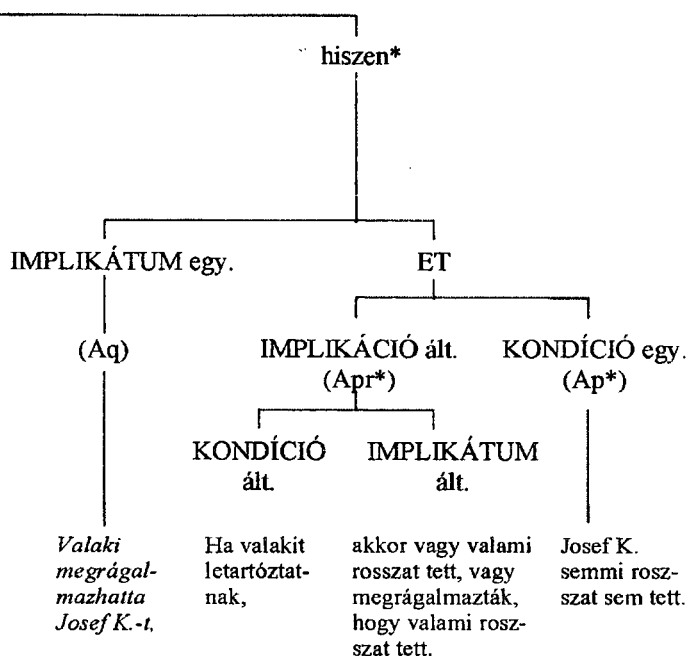 hiszen*
IMPLIKÁTUM egy.
ET
(Aq)
IMPLIKÁCIÓ ált.
(Apr*)
KONDÍCIÓ egy.
(Ap*)
KONDÍCIÓ
ált.
IMPLIKÁTUM
ált.
Valaki
megrágal-
mazhatta
Josef K.-t,
Ha valakit
letartóztat-
nak,
akkor vagy valami
rosszat tett, vagy
megrágalmazták,
hogy valami rosz-
szat tett.
Josef K.
semmi rosz-
szat sem tett.